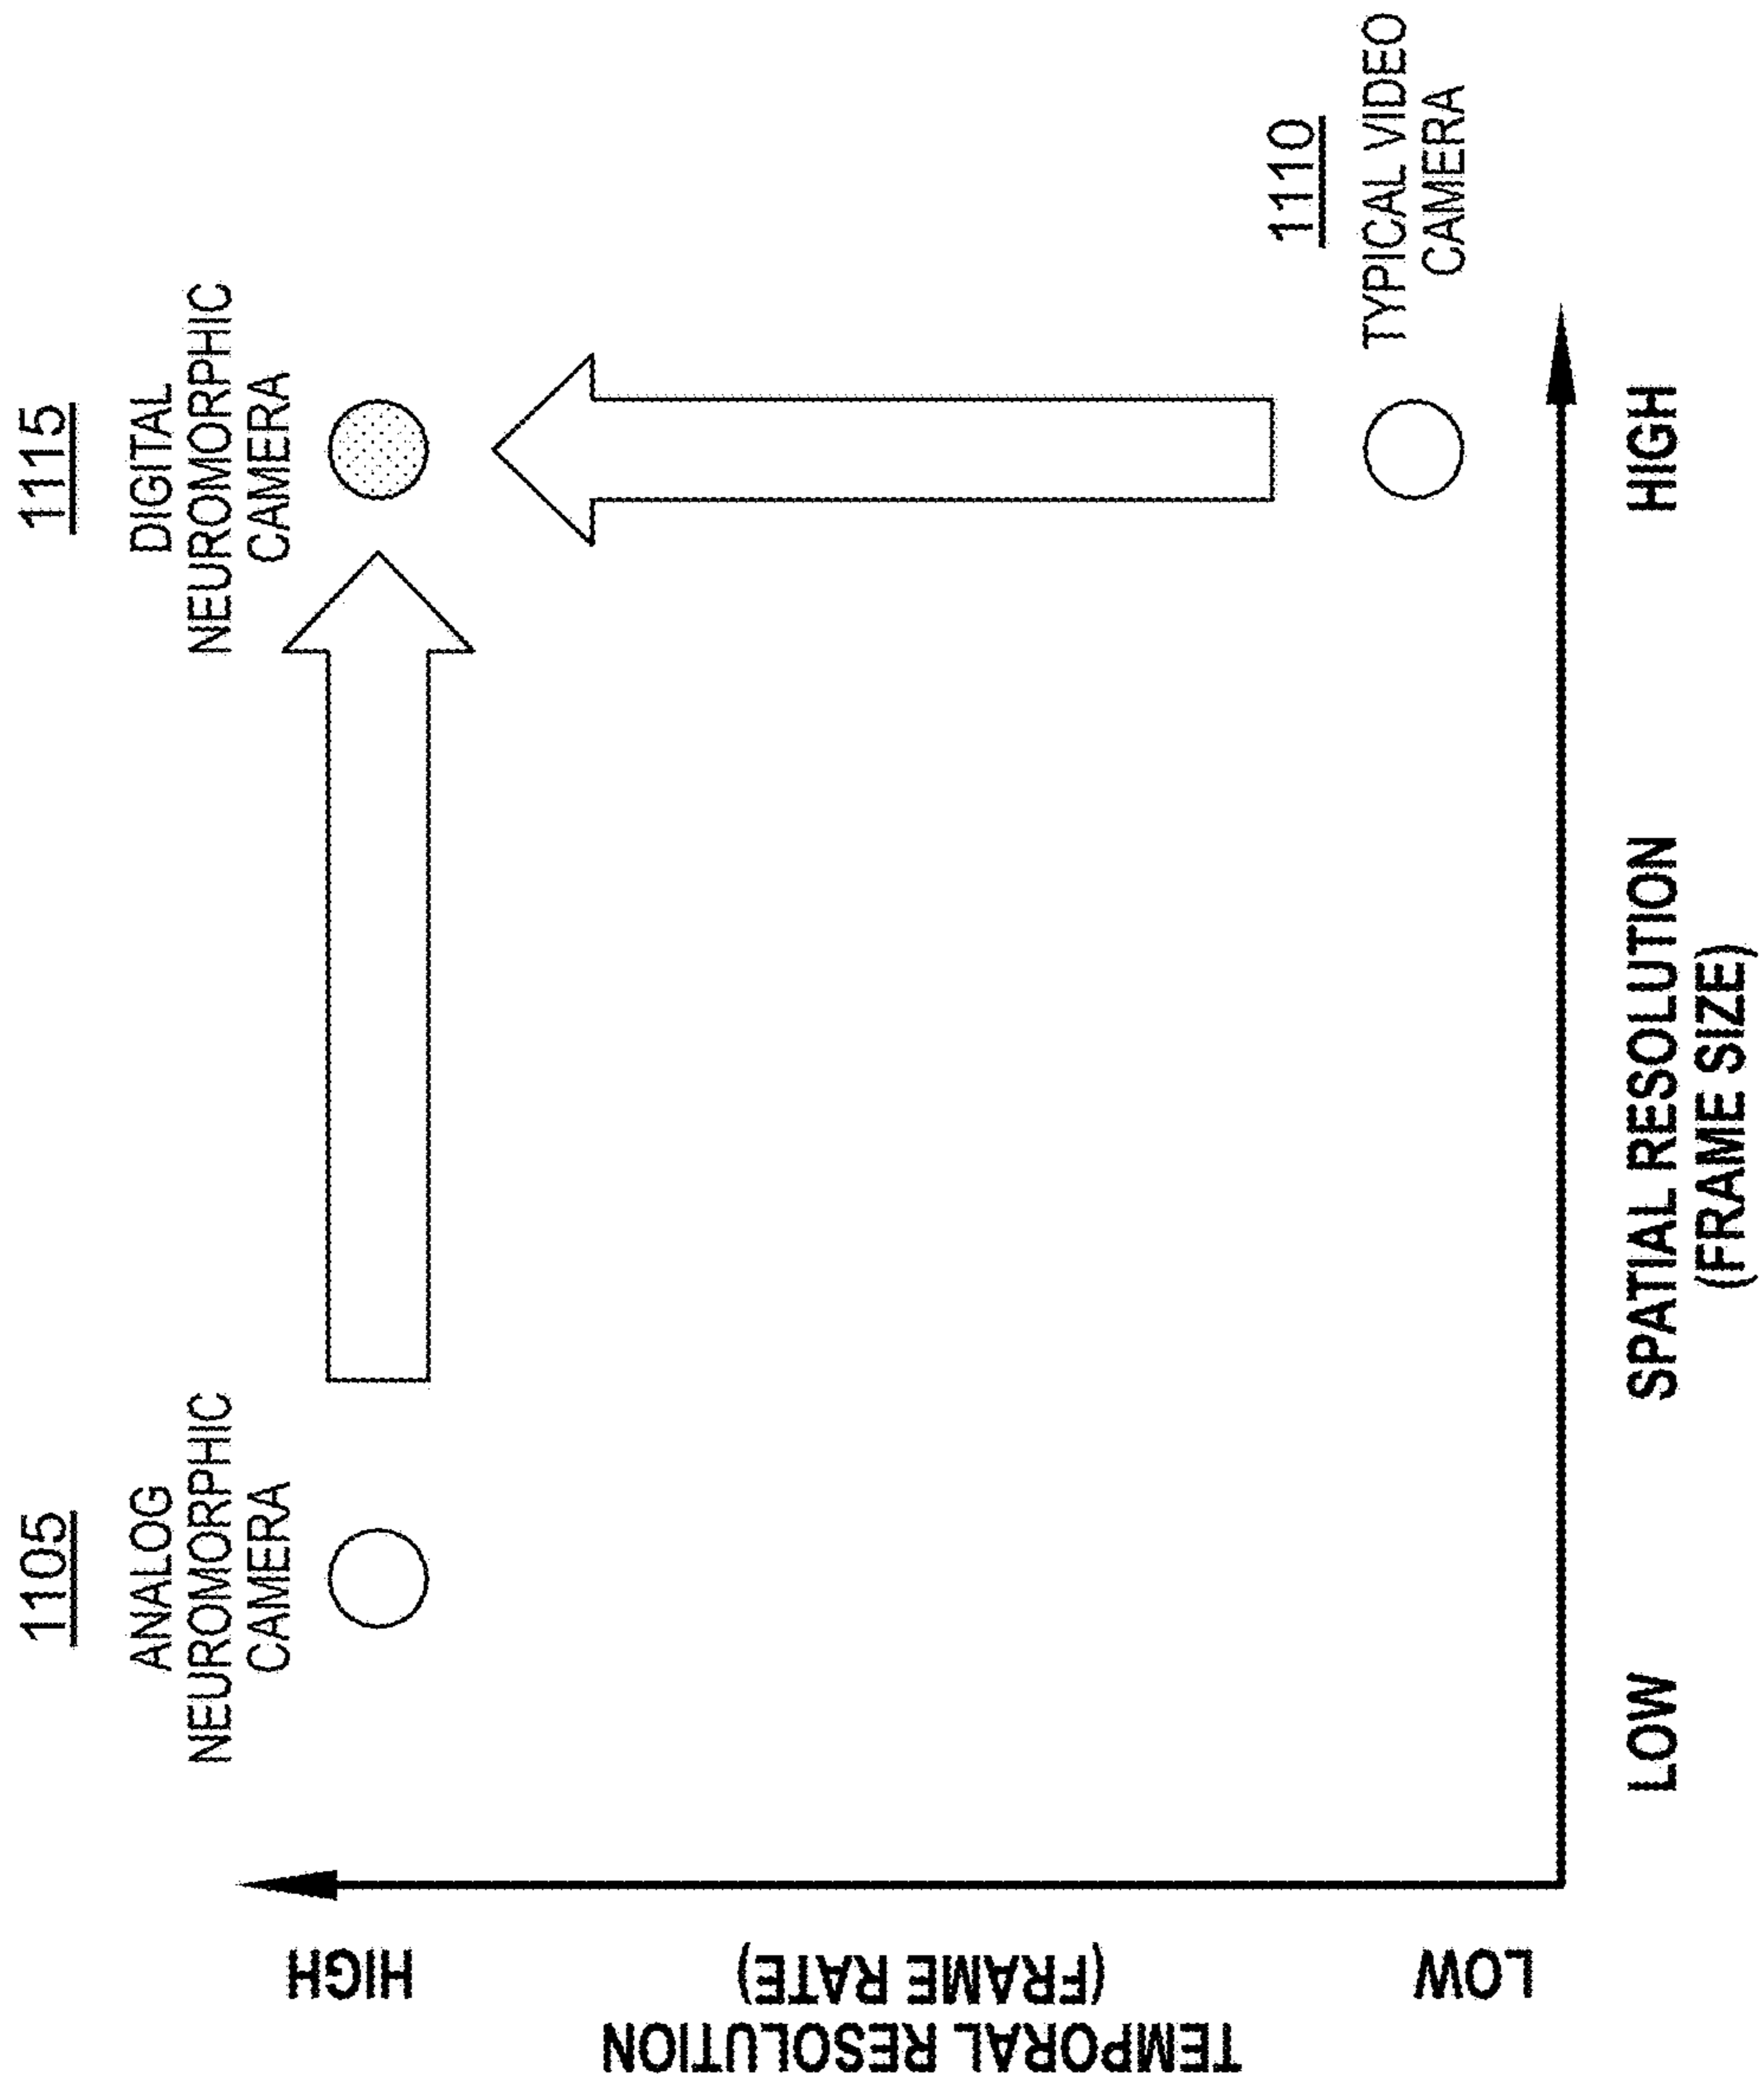 1105
ANALOG
NEUROMORPHIC
CAMERA
1115
DIGITAL
NEUROMORPHIC
CAMERA
1110
TYPICAL VIDEO
CAMERA
TEMPORAL RESOLUTION
(FRAME RATE)
HIGH
LOW
LOW
HIGH
SPATIAL RESOLUTION
(FRAME SIZE)